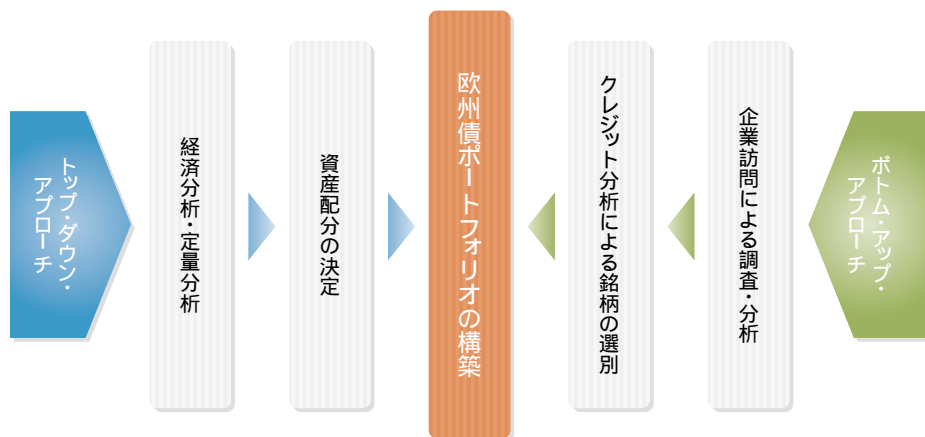 トップ・ダウン・
アプローチ
経済分析・定量分析
資産配分の決定
欧州債ポートフォリオの構築
クレジット分析による銘柄の選別
企業訪問による調査・分析
ボトム・アップ・
アプローチ